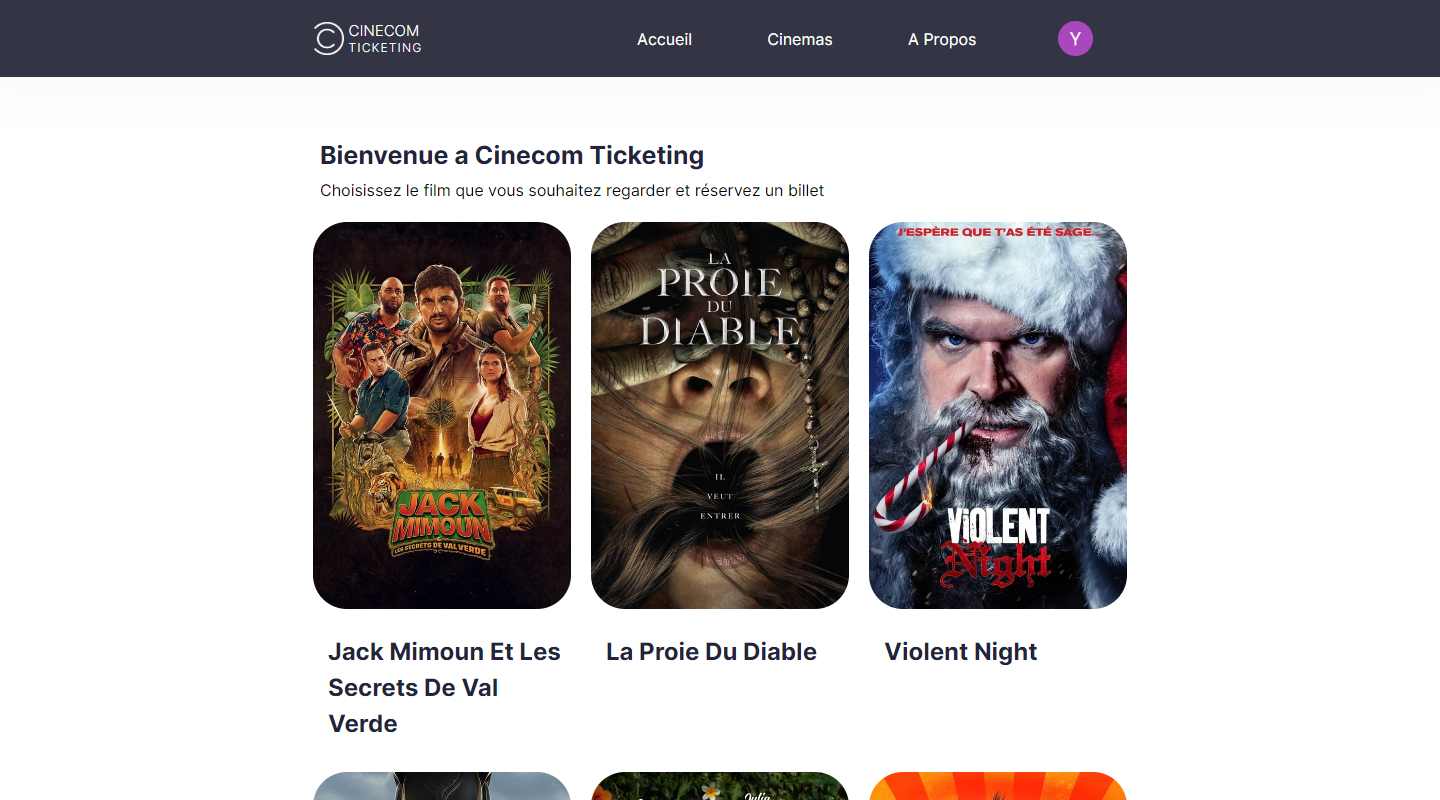 CINECOM
TICKETING
Accueil
Cinemas
A Propos
Y
Bienvenue a Cinecom Ticketing
Choisissez le film que vous souhaitez regarder et réservez un billet
JACK
MIMOUN
LES SECRETS DE VAL VERDE
LA
PROIE
DU
DIABLE
IL
VEUT
ENTRER
J'ESPÈRE QUE T'AS ÉTÉ SAGE.
VIOLENT
Night
Jack Mimoun Et Les
Secrets De Val
Verde
La Proie Du Diable
Violent Night
Julia